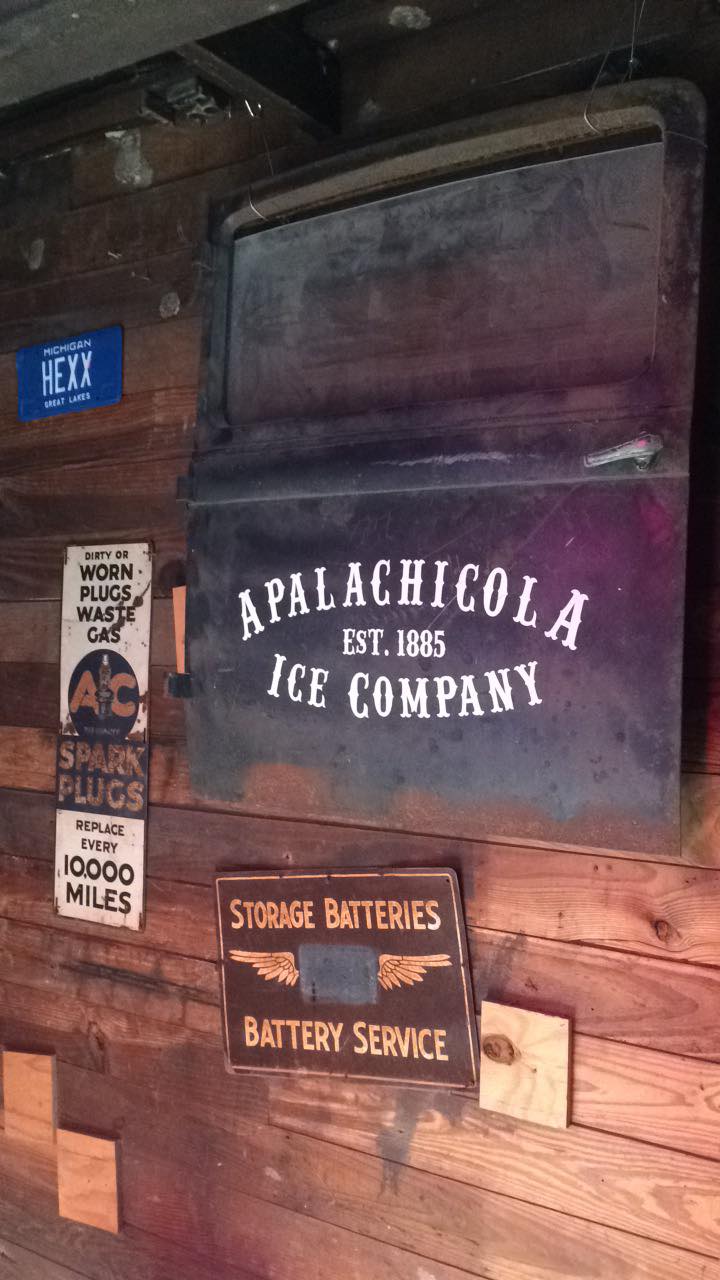 MICHIGAN
HEXX
GREAT LAKES
DIRTY OR
WORN
PLUGS
WASTE
GAS
AC
SPARK
PLUGS
REPLACE
EVERY
10,000
MILES
APALACHICOLA
EST. 1885
ICE COMPANY
STORAGE BATTERIES
BATTERY SERVICE